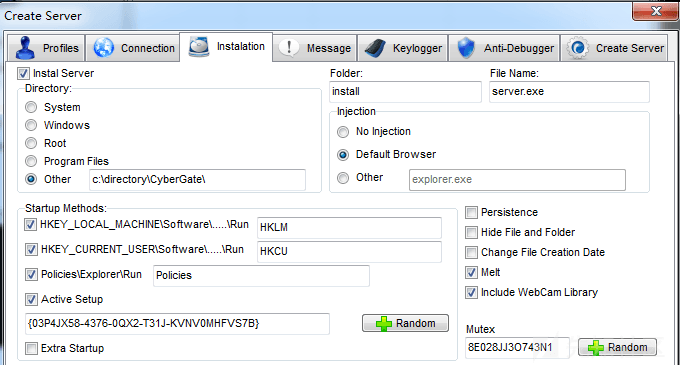 Create Server
Profiles Connection Instalation Message Keylogger Anti-Debugger Create Server
Instal Server
Directory:
System
Windows
Root
Program Files
Other c:\directory\CyberGate\
Folder: File Name:
install server.exe
Injection
No Injection
Default Browser
Other explorer.exe
Startup Methods:
HKEY_LOCAL_MACHINE\Software\.....\Run HKLM
HKEY_CURRENT_USER\Software\.....\Run HKCU
Policies\Explorer\Run Policies
Active Setup
{03P4JX58-4376-0QX2-T31J-KVNV0MHFVS7B} Random
Extra Startup
Persistence
Hide File and Folder
Change File Creation Date
Melt
Include WebCam Library
Mutex
8E028JJ3O743N1 Random